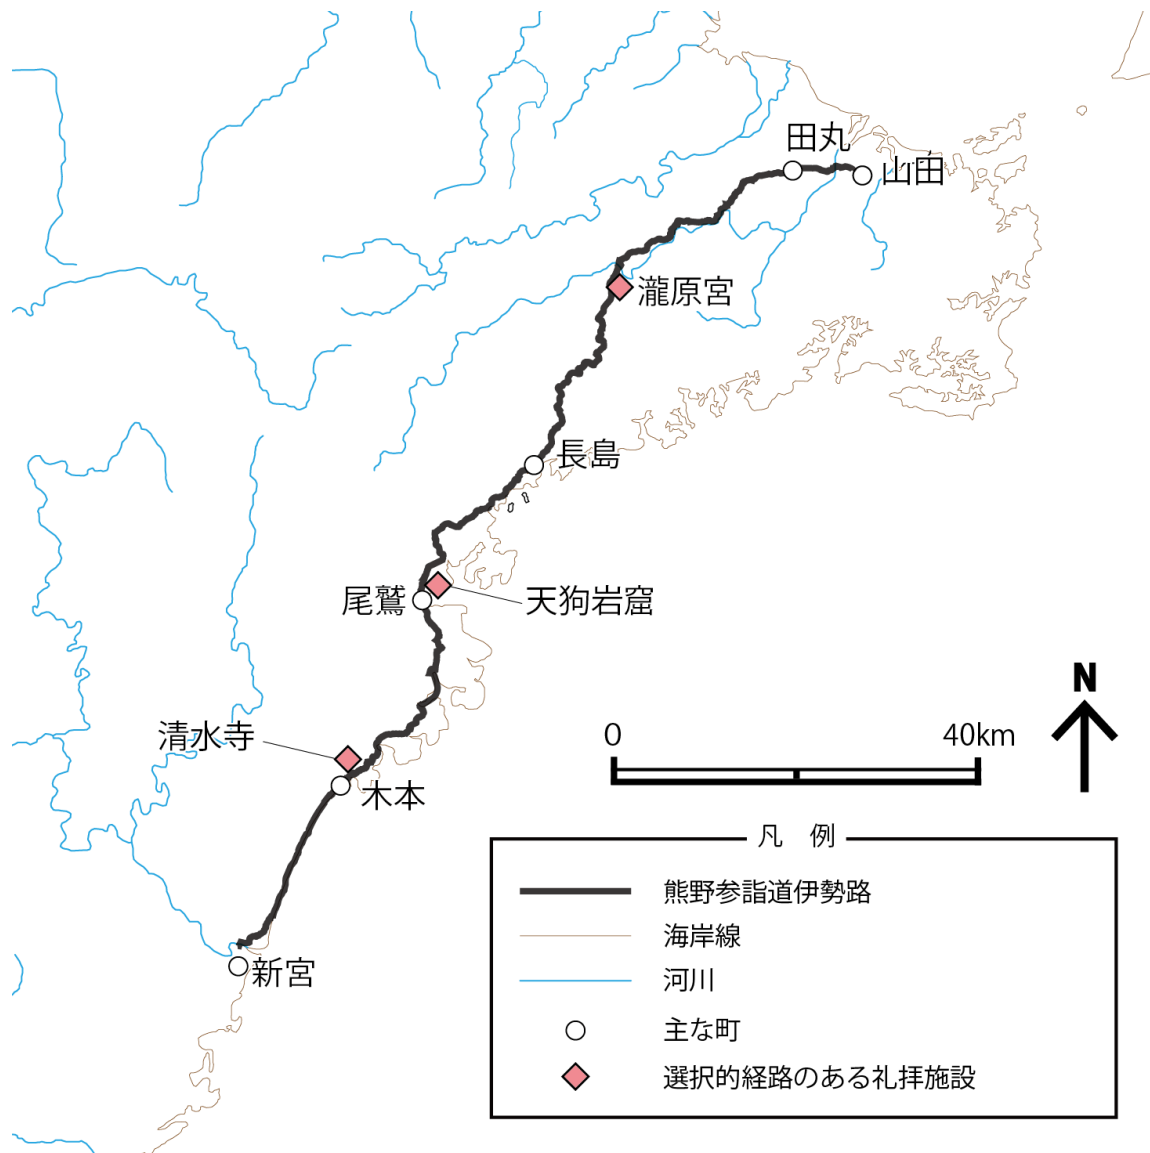 田丸
山田
瀧原宮
長島
尾鷲
天狗岩窟
清水寺
木本
新宮
N
0 40km
凡 例
熊野参詣道伊勢路
海岸線
河川
主な町
選択的経路のある礼拝施設